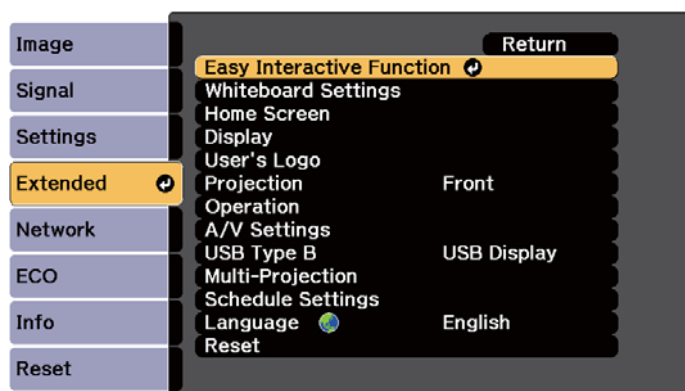 Image
Signal
Settings
Extended
Network
ECO
Info
Reset
Return
Easy Interactive Function
Whiteboard Settings
Home Screen
Display
User's Logo
Projection Front
Operation
A/V Settings
USB Type B USB Display
Multi-Projection
Schedule Settings
Language English
Reset